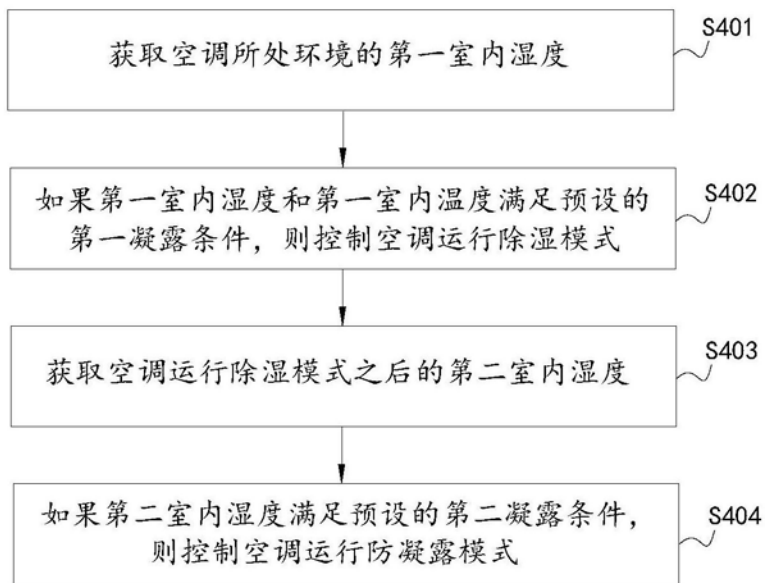 获取空调所处环境的第一室内湿度
S401
如果第一室内湿度和第一室内温度满足预设的
第一凝露条件，则控制空调运行除湿模式
S402
获取空调运行除湿模式之后的第二室内湿度
S403
如果第二室内湿度满足预设的第二凝露条件，
则控制空调运行防凝露模式
S404